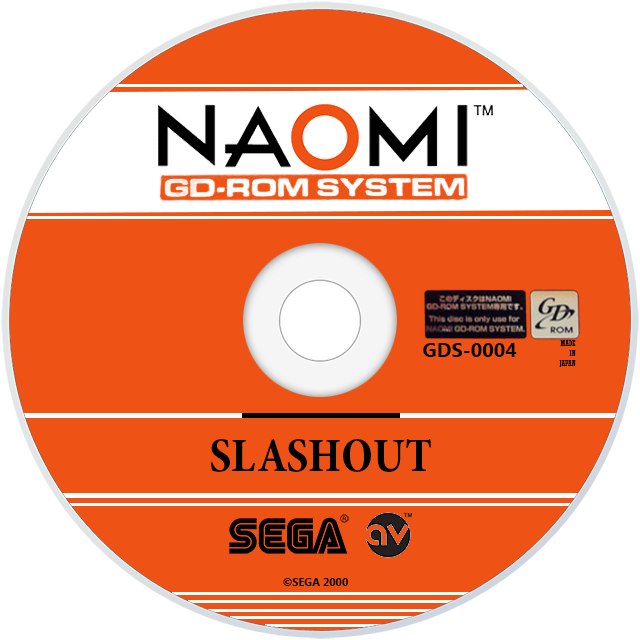 NAOMI™
GD-ROM SYSTEM
このディスクはNAOMI
GD-ROM SYSTEM専用です。
This disc is only use for
NAOMI GD-ROM SYSTEM.
GD
ROM
GDS-0004
MADE
IN
JAPAN
SLASHOUT
SEGA® av™
©SEGA 2000